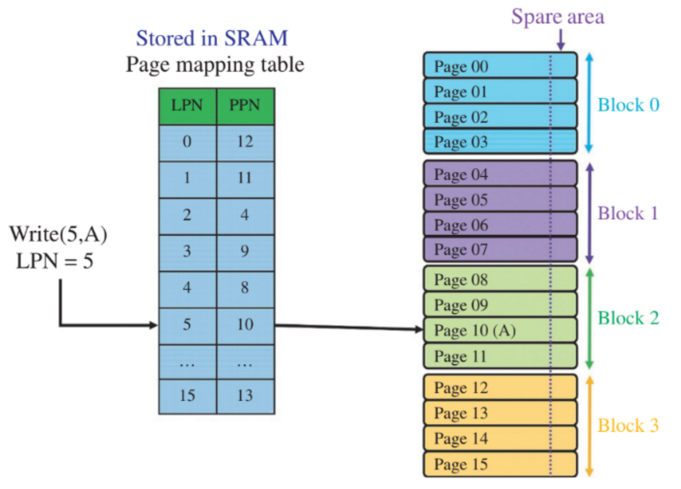 Spare area
Stored in SRAM
Page mapping table
LPN PPN
0 12
1 11
2 4
3 9
4 8
5 10
... ...
15 13
Write(5,A)
LPN = 5
Page 00
Page 01
Page 02
Page 03
Block 0
Page 04
Page 05
Page 06
Page 07
Block 1
Page 08
Page 09
Page 10 (A)
Page 11
Block 2
Page 12
Page 13
Page 14
Page 15
Block 3